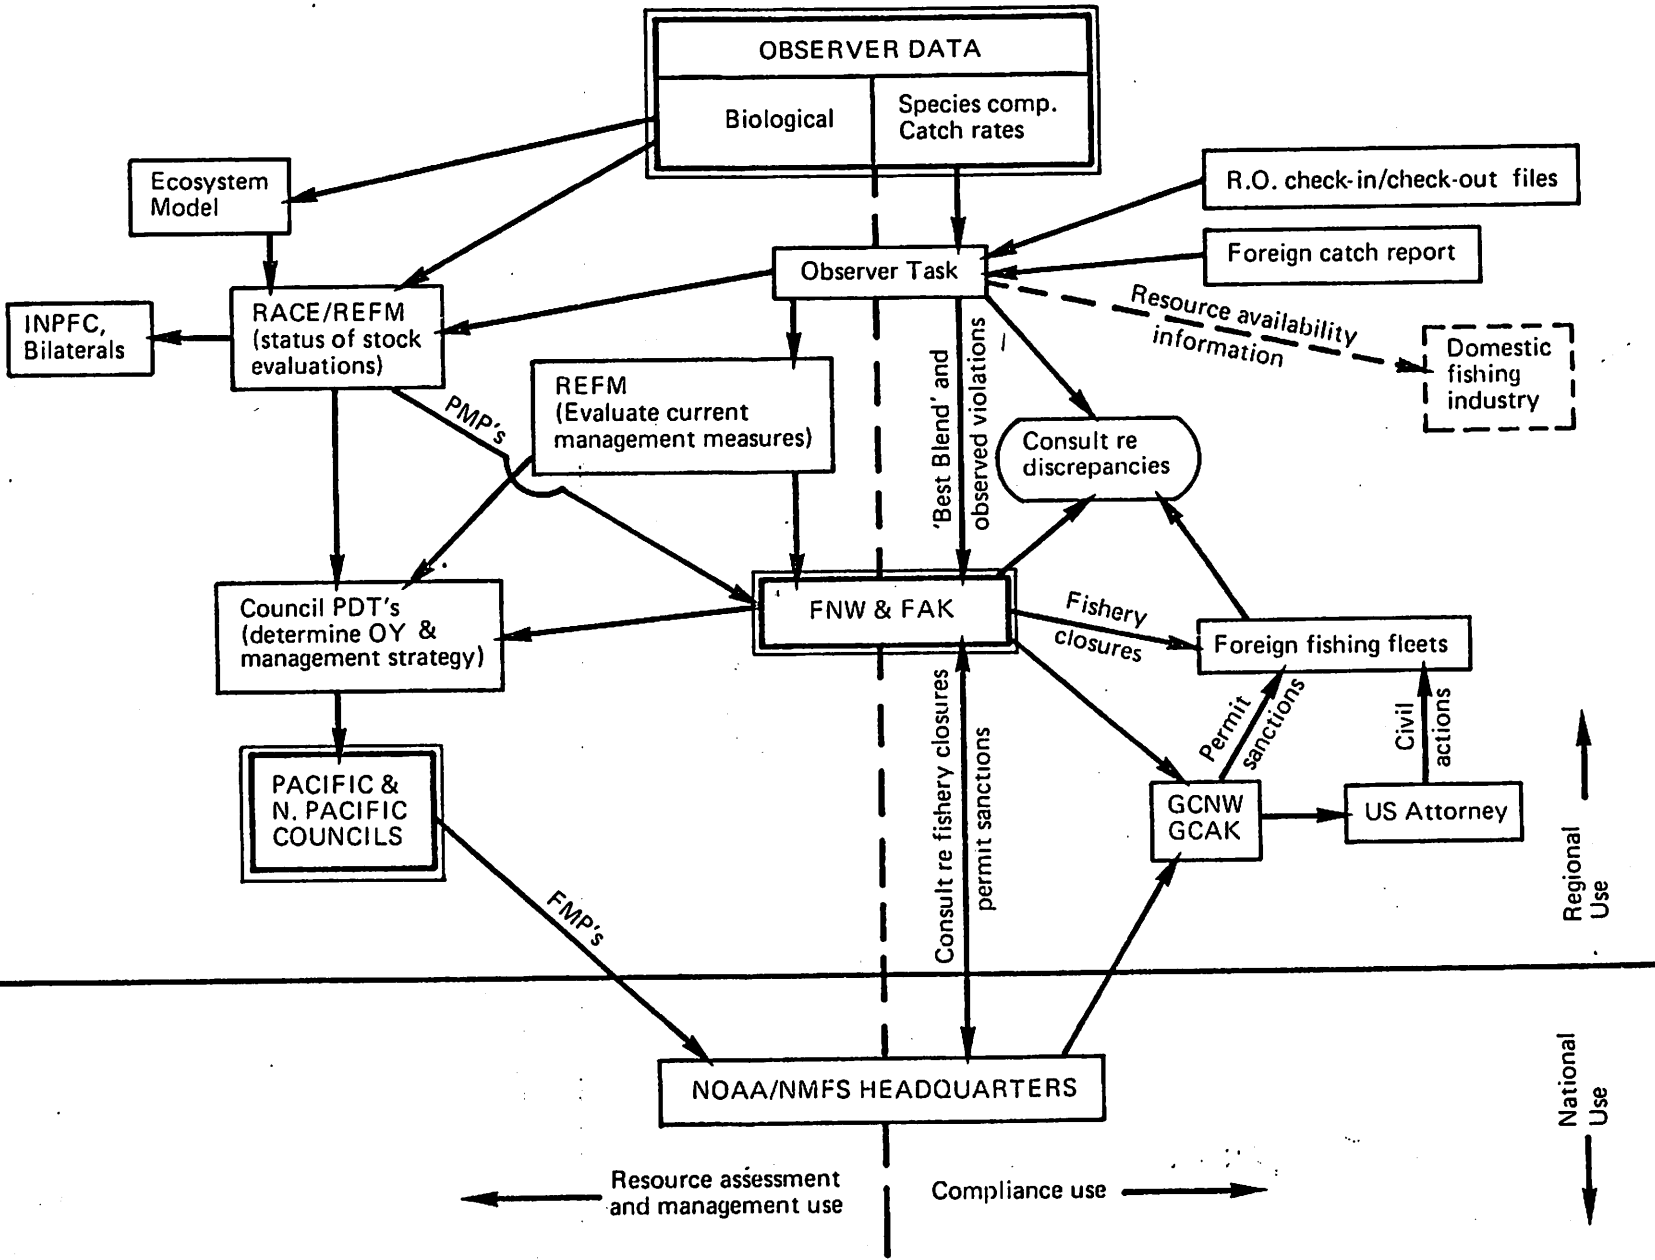 OBSERVER DATA
Biological
Species comp.
Catch rates
Ecosystem
Model
R.O. check-in/check-out files
Foreign catch report
Observer Task
RACE/REFM
(status of stock
evaluations)
INPFC,
Bilaterals
Resource availability
information
Domestic
fishing
industry
REFM
(Evaluate current
management measures)
PMP's
'Best Blend' and
observed violations
Consult re
discrepancies
Council PDT's
(determine OY &
management strategy)
FNW & FAK
Fishery
closures
Foreign fishing fleets
Permit
sanctions
Civil
actions
PACIFIC &
N. PACIFIC
COUNCILS
Consult re fishery closures
permit sanctions
GCNW
GCAK
US Attorney
FMP's
Regional
Use
National
Use
NOAA/NMFS HEADQUARTERS
Resource assessment
and management use
Compliance use